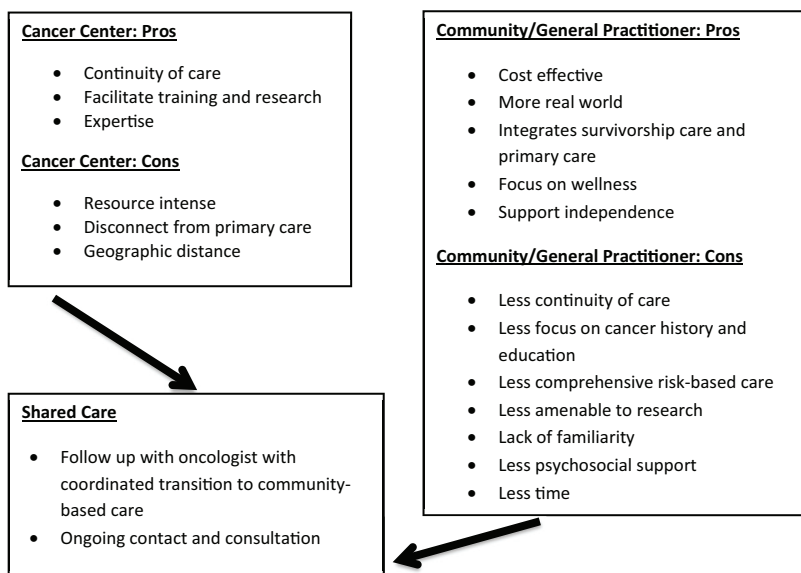 Cancer Center: Pros
• Continuity of care
• Facilitate training and research
• Expertise
Cancer Center: Cons
• Resource intense
• Disconnect from primary care
• Geographic distance
Community/General Practitioner: Pros
• Cost effective
• More real world
• Integrates survivorship care and
primary care
• Focus on wellness
• Support independence
Community/General Practitioner: Cons
• Less continuity of care
• Less focus on cancer history and
education
• Less comprehensive risk-based care
• Less amenable to research
• Lack of familiarity
• Less psychosocial support
• Less time
Shared Care
• Follow up with oncologist with
coordinated transition to community-
based care
• Ongoing contact and consultation